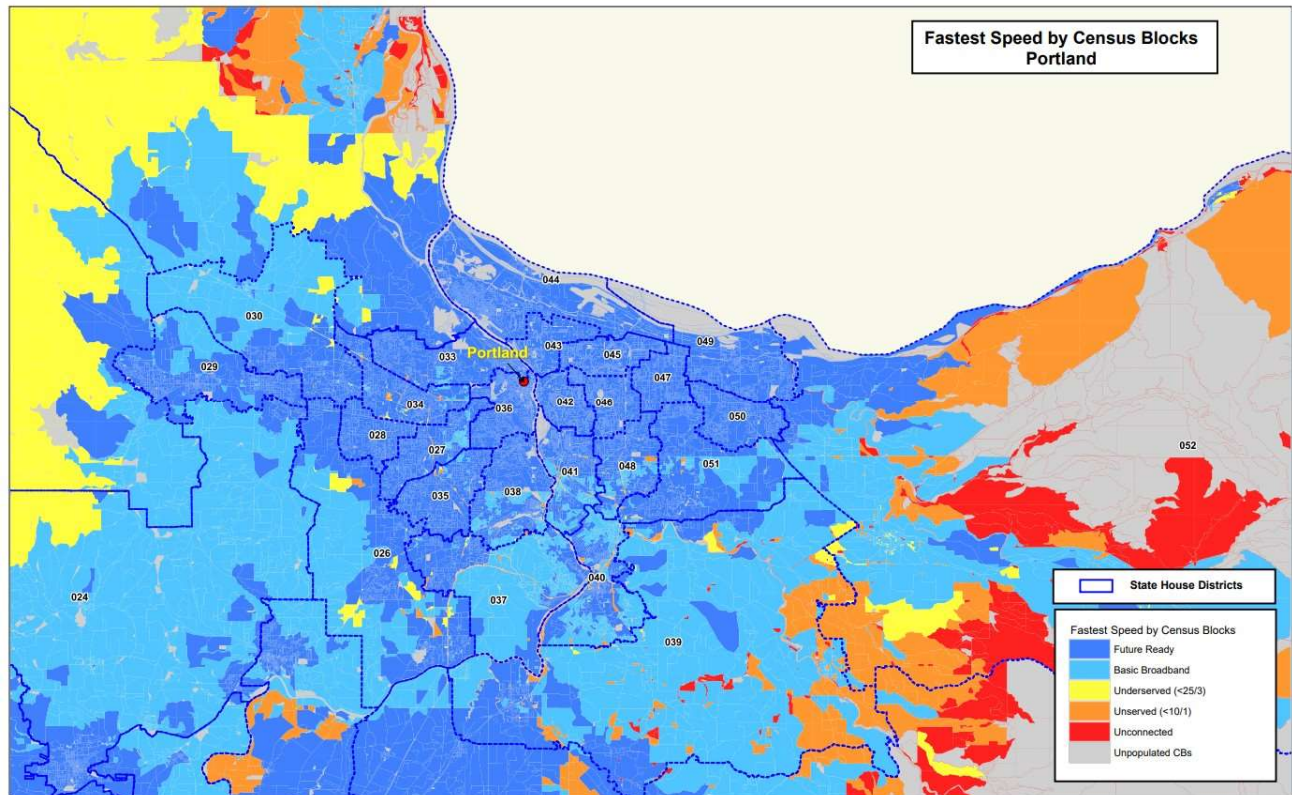 Fastest Speed by Census Blocks
Portland
044
030
043
049
033
045
Portland
029
047
034
036
042
046
050
028
027
052
041
048
051
035
038
026
040
024
037
039
State House Districts
Fastest Speed by Census Blocks
Future Ready
Basic Broadband
Underserved (<25/3)
Unserved (<10/1)
Unconnected
Unpopulated CBs